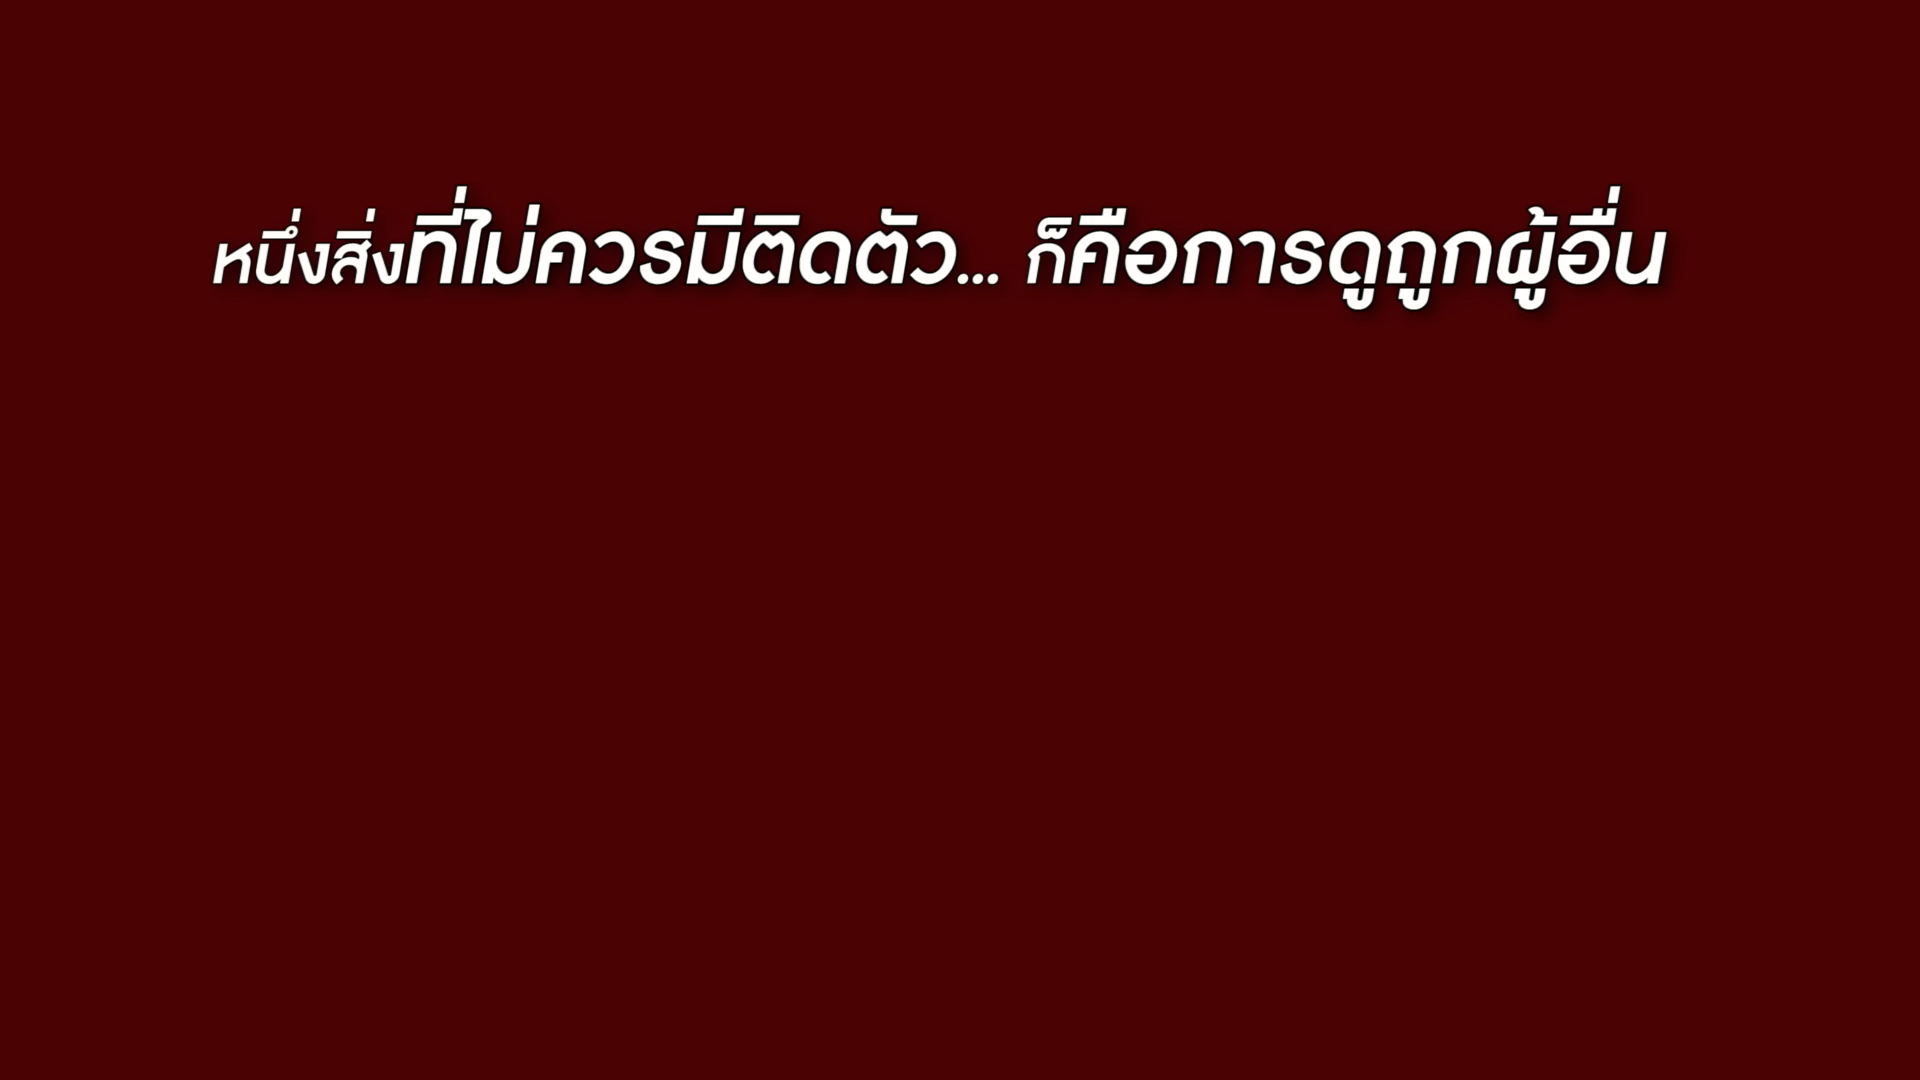 หนึ่งสิ่งที่ไม่ควรมีติดตัว... ก็คือการดูถูกผู้อื่น